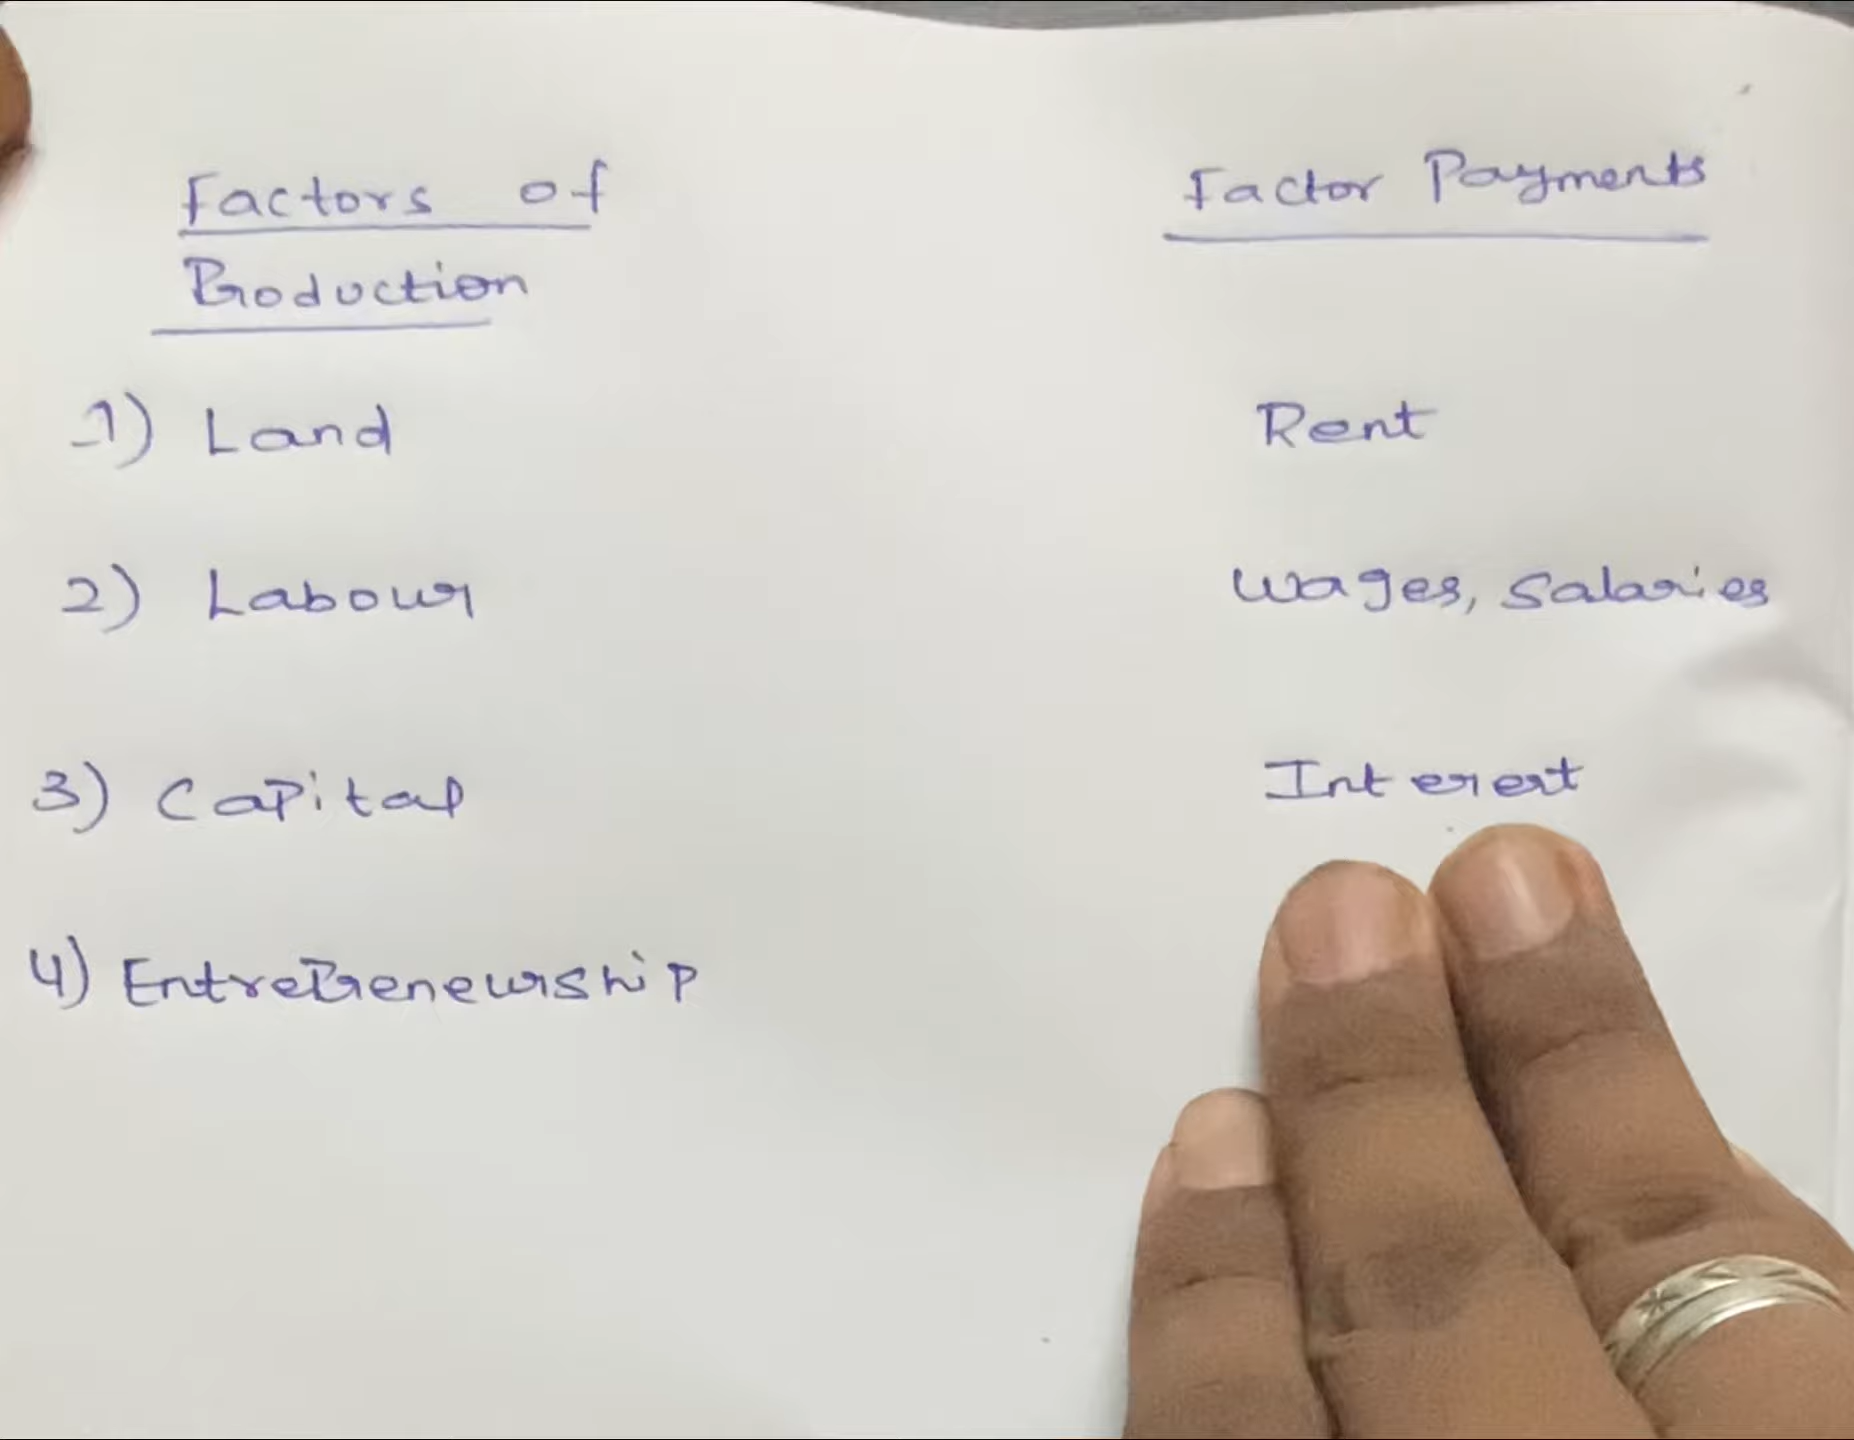 Factors of
Production
Factor Payments
1) Land
Rent
2) Labour
Wages, Salaries
3) Capital
Interest
4) Entrepreneurship